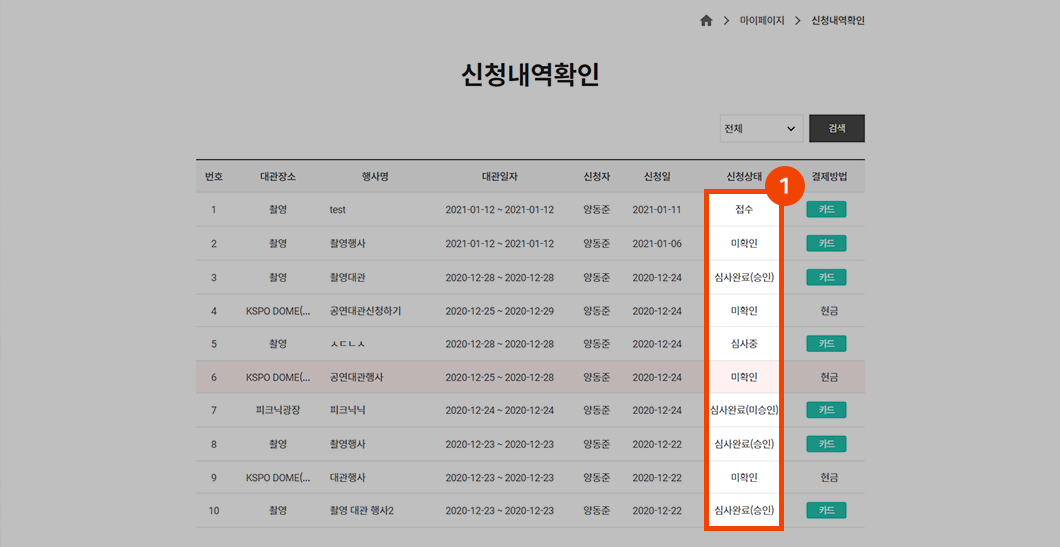 마이페이지 신청내역확인
신청내역확인
전체 검색
번호 대관장소 행사명 대관일자 신청자 신청일 신청상태 1 결제방법
1 촬영 test 2021-01-12 ~ 2021-01-12 양동준 2021-01-11 접수 카드
2 촬영 촬영행사 2021-01-12 ~ 2021-01-12 양동준 2021-01-06 미확인 카드
3 촬영 촬영대관 2020-12-28 ~ 2020-12-28 양동준 2020-12-24 심사완료(승인) 카드
4 KSPO DOME(... 공연대관신청하기 2020-12-25 ~ 2020-12-29 양동준 2020-12-24 미확인 현금
5 촬영 ㅅㄷㄴㅅ 2020-12-28 ~ 2020-12-28 양동준 2020-12-24 심사중 카드
6 KSPO DOME(... 공연대관행사 2020-12-25 ~ 2020-12-28 양동준 2020-12-24 미확인 현금
7 피크닉광장 피크닉닉 2020-12-24 ~ 2020-12-24 양동준 2020-12-24 심사완료(미승인) 카드
8 촬영 촬영행사 2020-12-23 ~ 2020-12-23 양동준 2020-12-22 심사완료(승인) 카드
9 KSPO DOME(... 대관행사 2020-12-23 ~ 2020-12-23 양동준 2020-12-22 미확인 현금
10 촬영 촬영 대관 행사2 2020-12-23 ~ 2020-12-23 양동준 2020-12-22 심사완료(승인) 카드